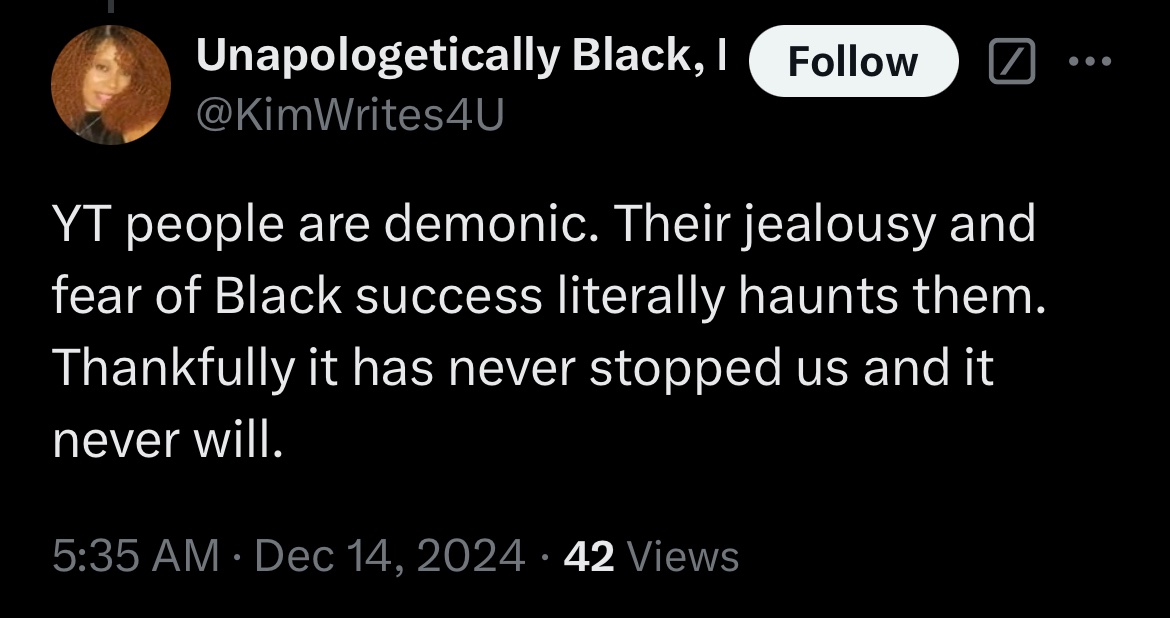 Unapologetically Black, I
Follow
@KimWrites4U
YT people are demonic. Their jealousy and
fear of Black success literally haunts them.
Thankfully it has never stopped us and it
never will.
5:35 AM · Dec 14, 2024 · 42 Views